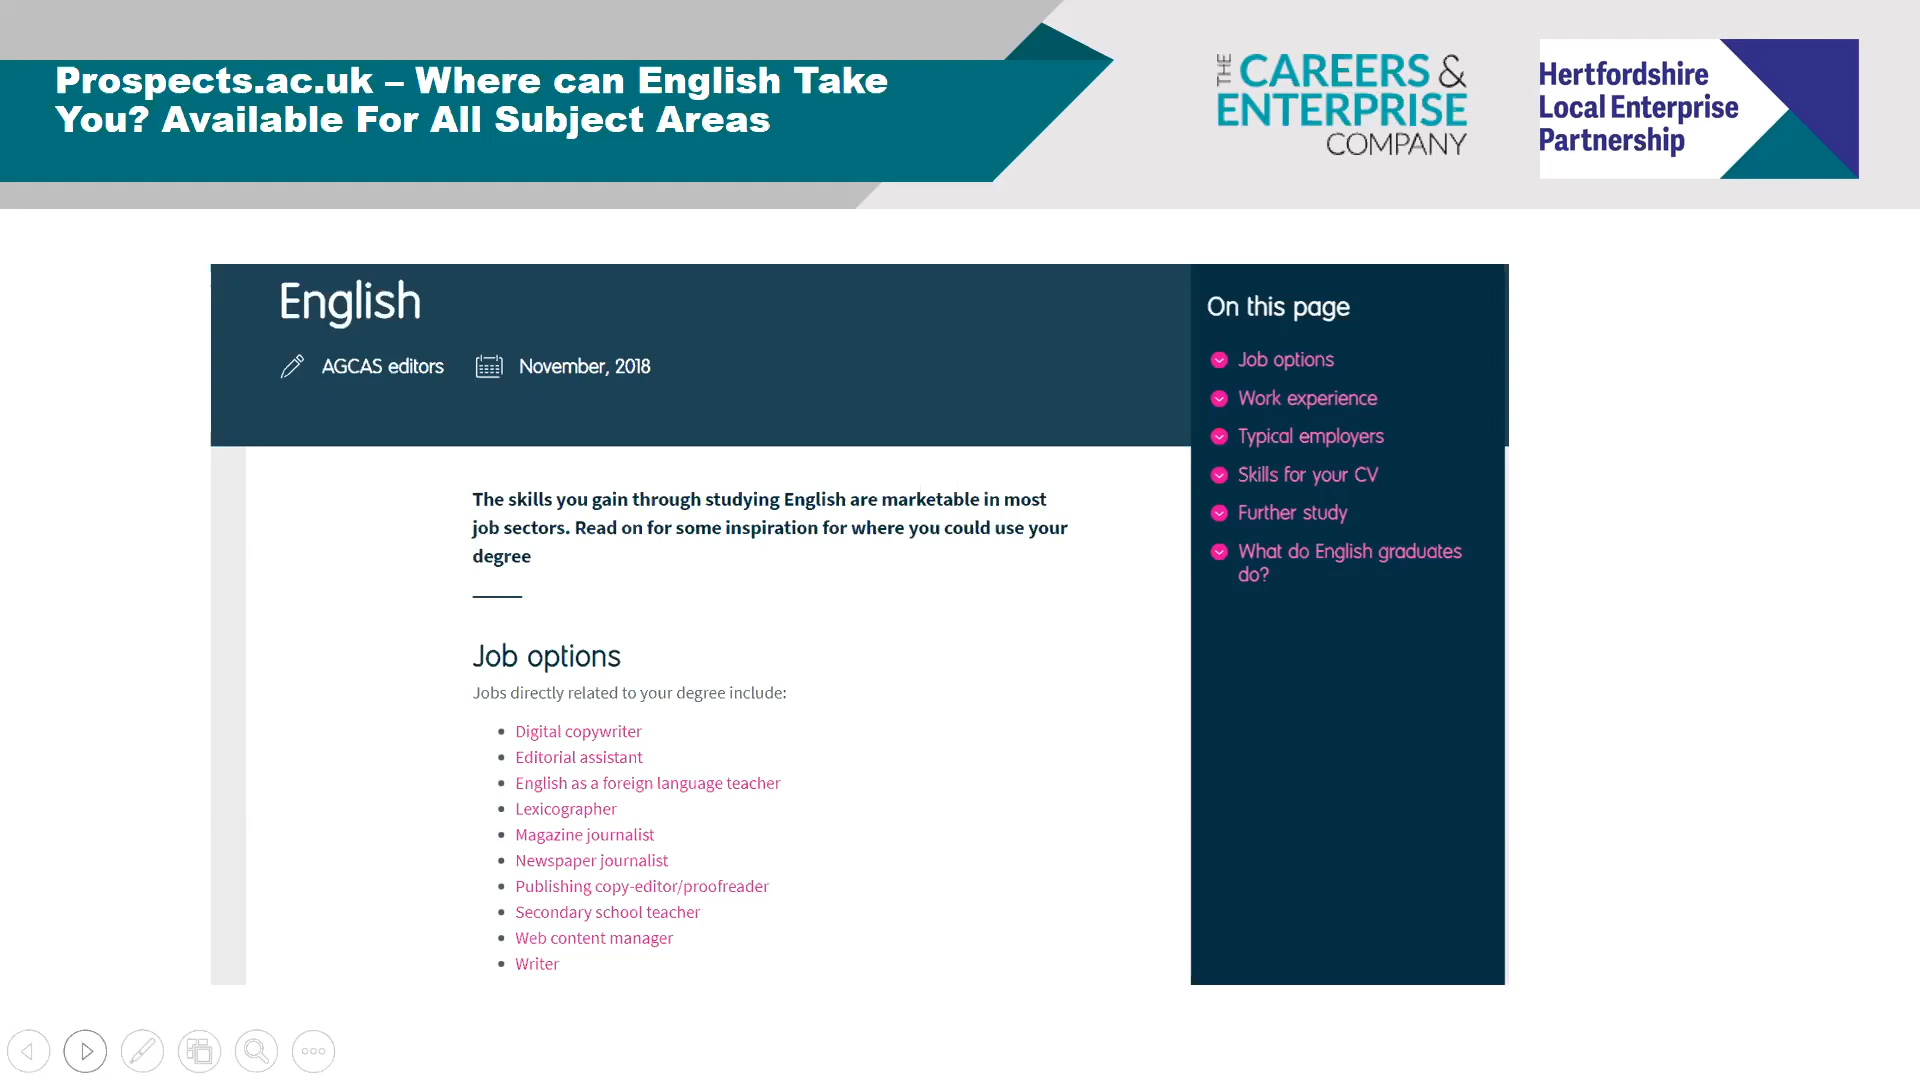 Prospects.ac.uk – Where can English Take
You? Available For All Subject Areas
THE
CAREERS &
ENTERPRISE
COMPANY
Hertfordshire
Local Enterprise
Partnership
English
AGCAS editors
November, 2018
The skills you gain through studying English are marketable in most
job sectors. Read on for some inspiration for where you could use your
degree
Job options
Jobs directly related to your degree include:
• Digital copywriter
• Editorial assistant
• English as a foreign language teacher
• Lexicographer
• Magazine journalist
• Newspaper journalist
• Publishing copy-editor/proofreader
• Secondary school teacher
• Web content manager
• Writer
On this page
Job options
Work experience
Typical employers
Skills for your CV
Further study
What do English graduates
do?